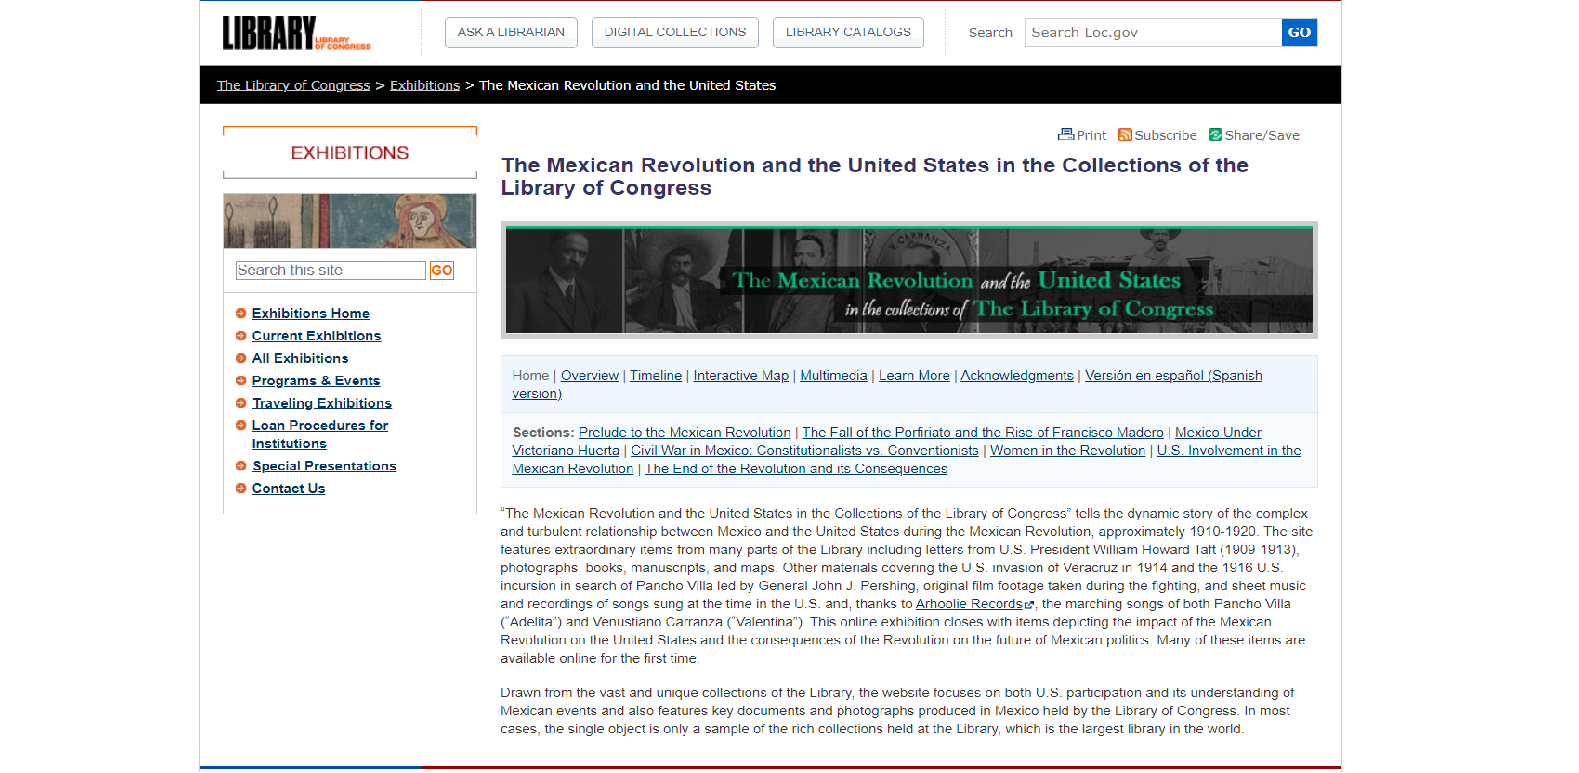 LIBRARY LIBRARY OF CONGRESS
ASK A LIBRARIAN DIGITAL COLLECTIONS LIBRARY CATALOGS Search Search Loc.gov GO
The Library of Congress > Exhibitions > The Mexican Revolution and the United States
EXHIBITIONS
Search this site GO
Exhibitions Home
Current Exhibitions
All Exhibitions
Programs & Events
Traveling Exhibitions
Loan Procedures for
Institutions
Special Presentations
Contact Us
Print Subscribe Share/Save
The Mexican Revolution and the United States in the Collections of the
Library of Congress
V. CARRANZA
The Mexican Revolution and the United States
in the collections of The Library of Congress
Home | Overview | Timeline | Interactive Map | Multimedia | Learn More | Acknowledgments | Versión en español (Spanish
version)
Sections: Prelude to the Mexican Revolution | The Fall of the Porfiriato and the Rise of Francisco Madero | Mexico Under
Victoriano Huerta | Civil War in Mexico: Constitutionalists vs. Conventionists | Women in the Revolution | U.S. Involvement in the
Mexican Revolution | The End of the Revolution and its Consequences
“The Mexican Revolution and the United States in the Collections of the Library of Congress” tells the dynamic story of the complex
and turbulent relationship between Mexico and the United States during the Mexican Revolution, approximately 1910-1920. The site
features extraordinary items from many parts of the Library including letters from U.S. President William Howard Taft (1909-1913),
photographs, books, manuscripts, and maps. Other materials covering the U.S. invasion of Veracruz in 1914 and the 1916 U.S.
incursion in search of Pancho Villa led by General John J. Pershing, original film footage taken during the fighting, and sheet music
and recordings of songs sung at the time in the U.S. and, thanks to Arhoolie Records, the marching songs of both Pancho Villa
(“Adelita”) and Venustiano Carranza (“Valentina”). This online exhibition closes with items depicting the impact of the Mexican
Revolution on the United States and the consequences of the Revolution on the future of Mexican politics. Many of these items are
available online for the first time.
Drawn from the vast and unique collections of the Library, the website focuses on both U.S. participation and its understanding of
Mexican events and also features key documents and photographs produced in Mexico held by the Library of Congress. In most
cases, the single object is only a sample of the rich collections held at the Library, which is the largest library in the world.